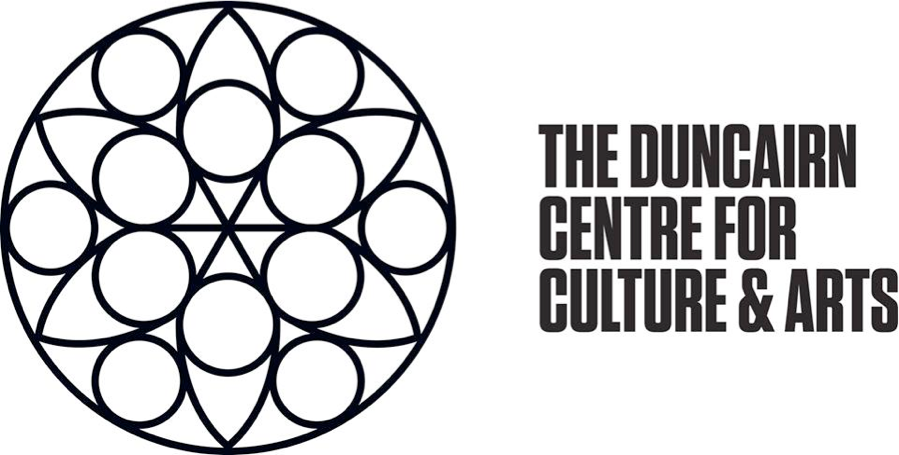 THE DUNCAIRN
CENTRE FOR
CULTURE & ARTS